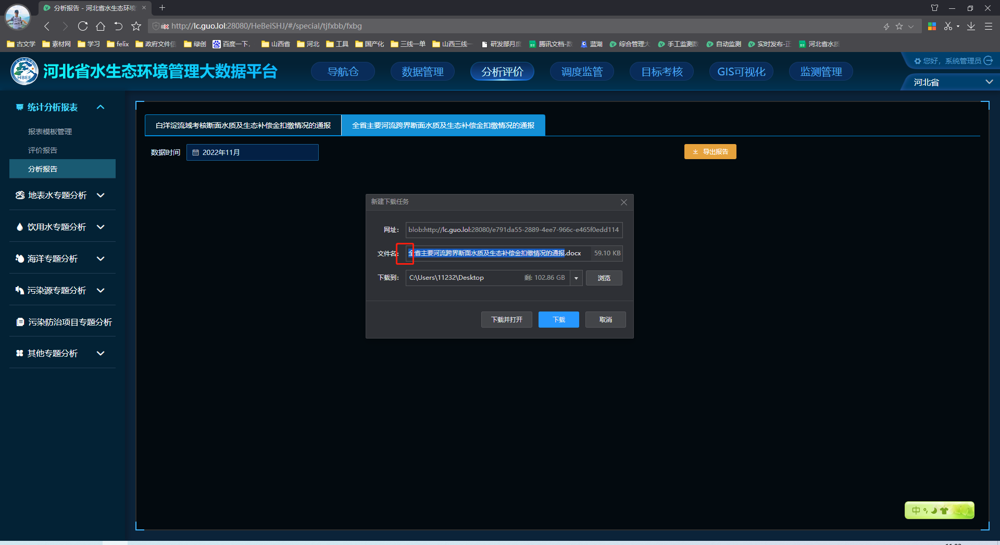 分析报告 - 河北省水生态环境
http://lc.guo.lol:28080/HeBeiSHJ/#/special/tjfxbb/fxbg
古文学 素材网 学习 felix 政府文件信 绿创 百度一下, 山西省 河北 工具 国产化 三线一单 山西三线一 研发部月度 腾讯文档-数 蓝湖 综合管理大 手工监测数 自动监测 实时发布-正 河北省水质
HBEE
河北省水生态环境管理大数据平台
导航仓 数据管理 分析评价 调度监管 目标考核 GIS可视化 监测管理
您好，系统管理员
河北省
统计分析报表
报表模板管理
评价报告
分析报告
地表水专题分析
饮用水专题分析
海洋专题分析
污染源专题分析
污染防治项目专题分析
其他专题分析
白洋淀流域考核断面水质及生态补偿金扣缴情况的通报 全省主要河流跨界断面水质及生态补偿金扣缴情况的通报
数据时间 2022年11月 导出报告
新建下载任务
网址： blob:http://lc.guo.lol:28080/e791da55-2889-4ee7-966c-e465f0edd114
文件名： 全省主要河流跨界断面水质及生态补偿金扣缴情况的通报.docx 59.10 KB
下载到： C:\Users\11232\Desktop 剩: 102.86 GB 浏览
下载并打开 下载 取消
中